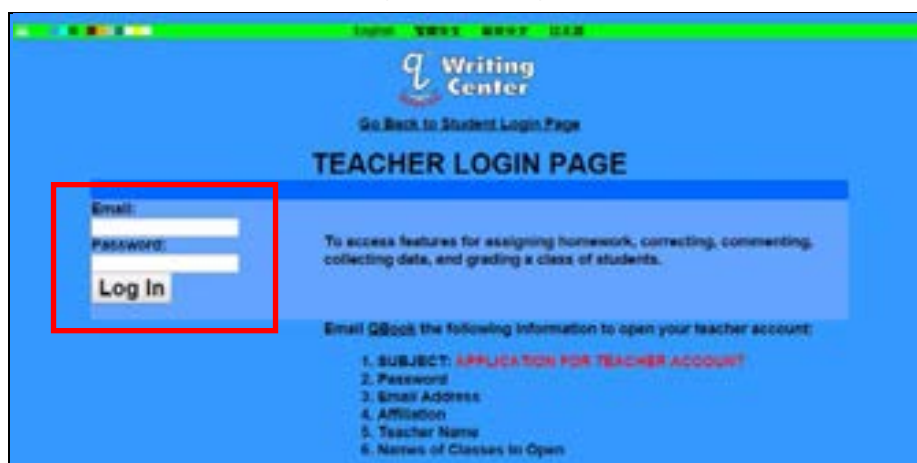 English
Writing
Center
Go Back to Student Login Page
TEACHER LOGIN PAGE
Email:
Password:
Log In
To access features for assigning homework, correcting, commenting,
collecting data, and grading a class of students.
Email QBook the following information to open your teacher account:
1. SUBJECT: APPLICATION FOR TEACHER ACCOUNT
2. Password
3. Email Address
4. Affiliation
5. Teacher Name
6. Names of Classes to Open